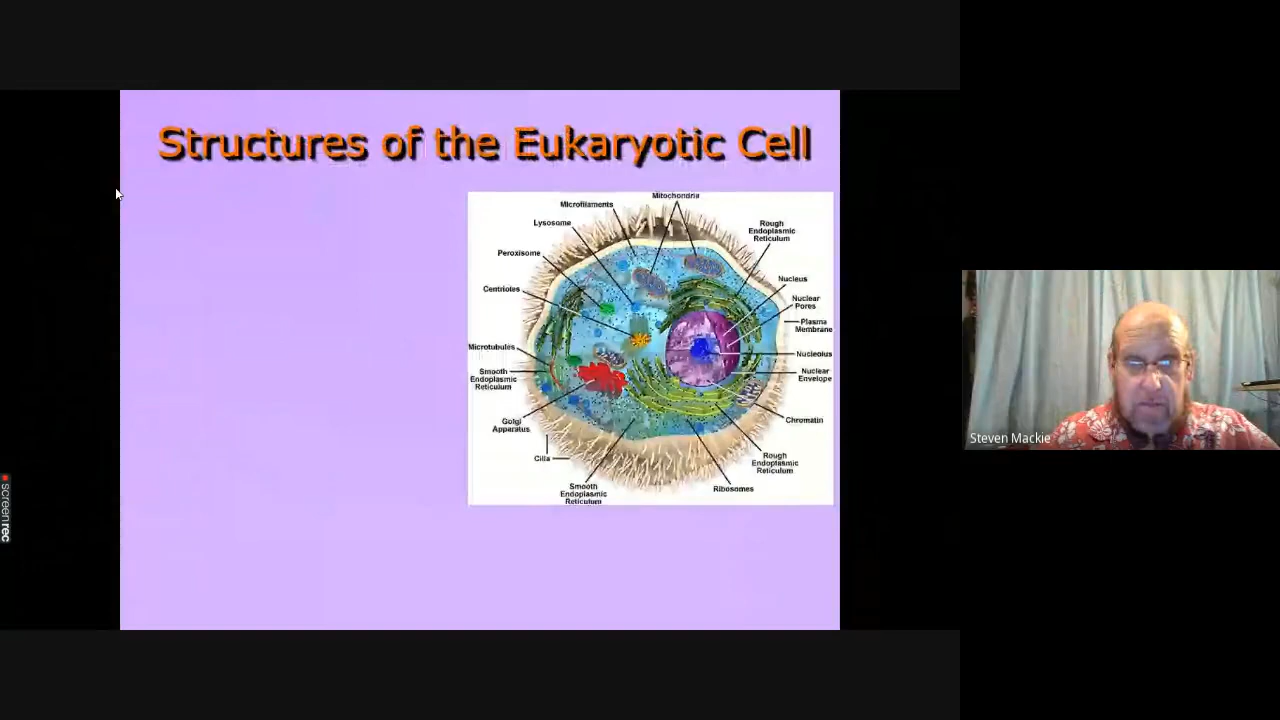 Structures of the Eukaryotic Cell
Mitochondria
Microfilaments
Lysosome
Rough
Endoplasmic
Reticulum
Peroxisome
Nucleus
Centrioles
Nuclear
Pores
Plasma
Membrane
Microtubules
Nucleolus
Smooth
Endoplasmic
Reticulum
Nuclear
Envelope
Golgi
Apparatus
Chromatin
Cilia
Rough
Endoplasmic
Reticulum
Smooth
Endoplasmic
Reticulum
Ribosomes
Steven Mackie
screenrec